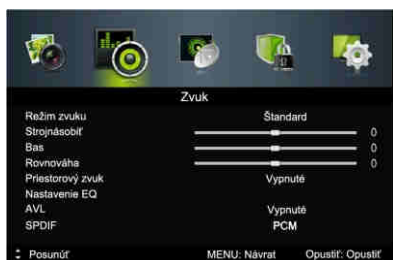 Zvuk
Režim zvuku Štandard
Strojnásobiť 0
Bas 0
Rovnováha 0
Priestorový zvuk Vypnuté
Nastavenie EQ
AVL Vypnuté
SPDIF PCM
Posunúť MENU: Návrat Opustiť: Opustiť